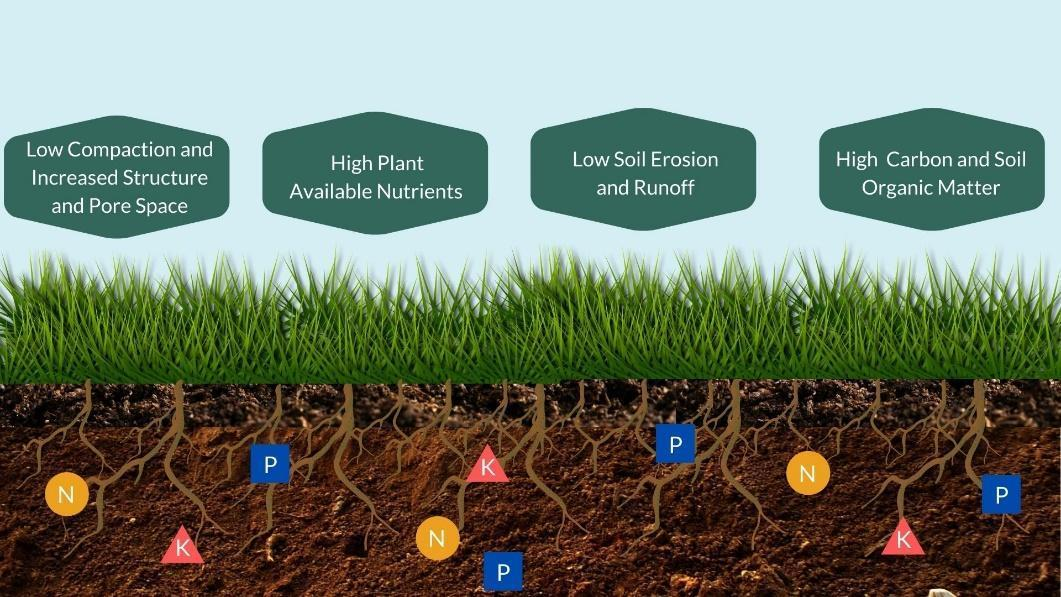 Low Compaction and
Increased Structure
and Pore Space
High Plant
Available Nutrients
Low Soil Erosion
and Runoff
High Carbon and Soil
Organic Matter
P
P
K
N
N
P
N
K
K
P